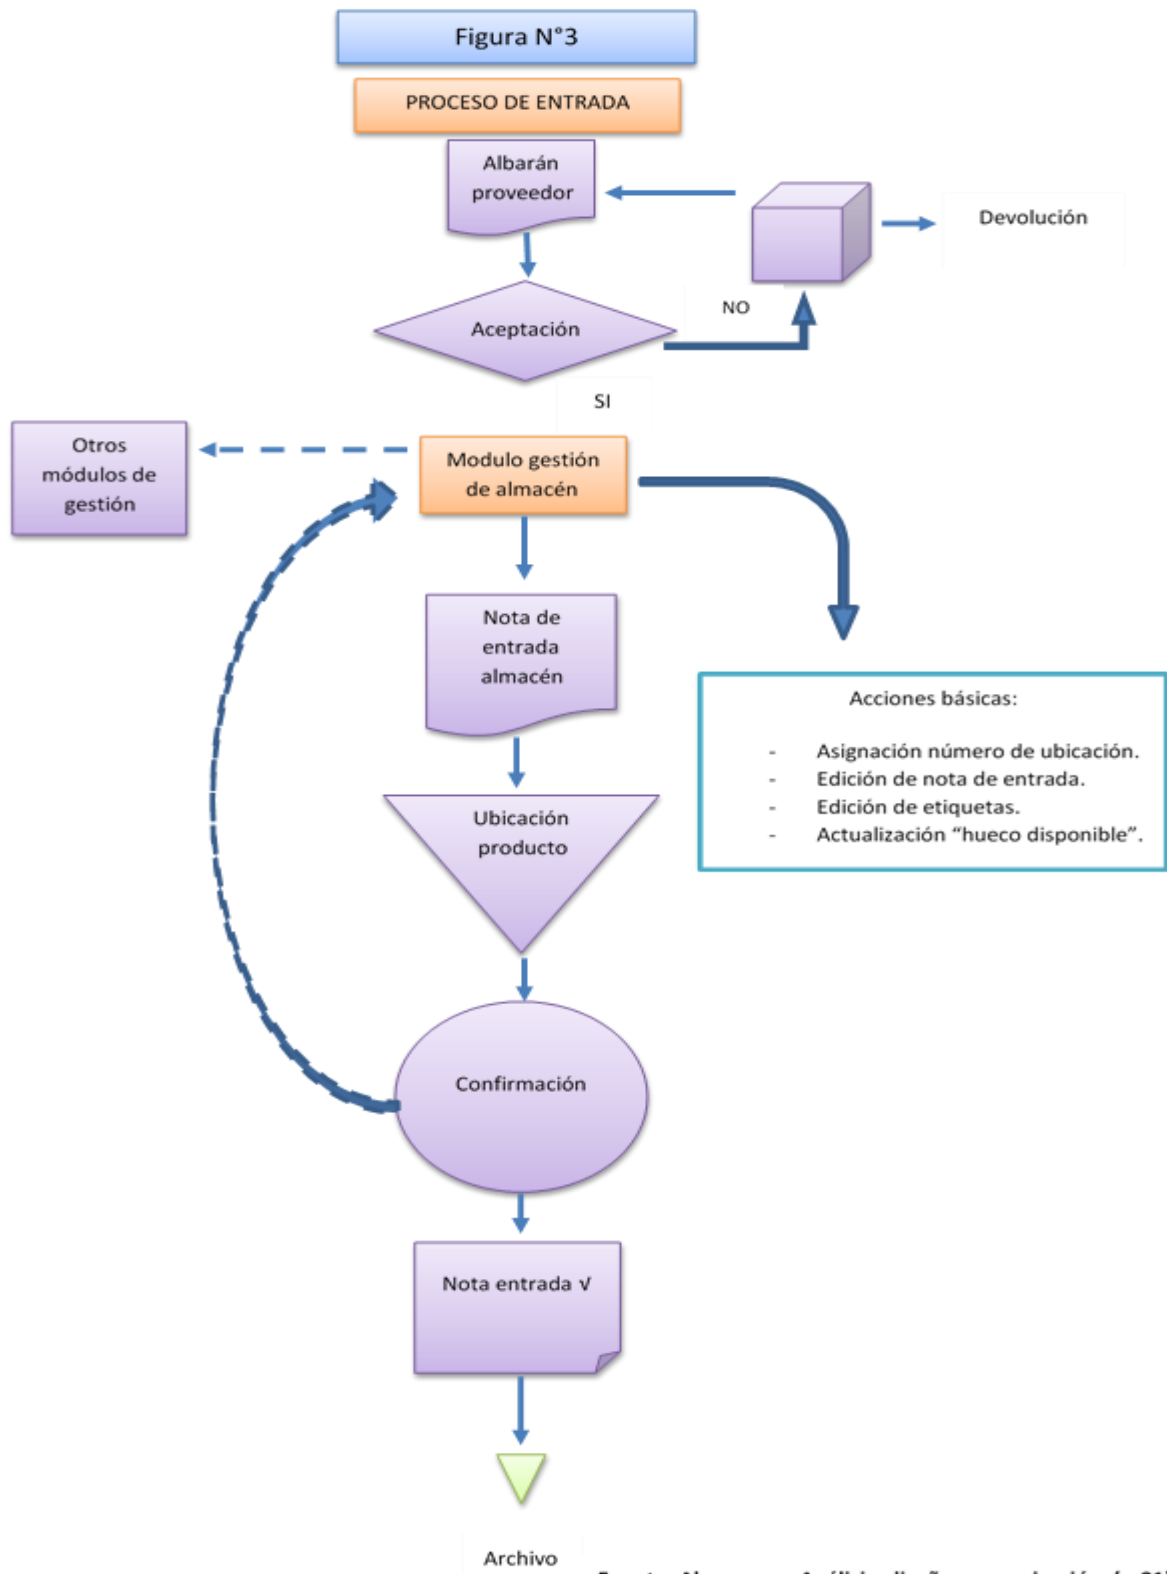 Figura N°3
PROCESO DE ENTRADA
Albarán
proveedor
Devolución
NO
Aceptación
SI
Otros
módulos de
gestión
Modulo gestión
de almacén
Nota de
entrada
almacén
Acciones básicas:
- Asignación número de ubicación.
- Edición de nota de entrada.
- Edición de etiquetas.
- Actualización “hueco disponible”.
Ubicación
producto
Confirmación
Nota entrada √
Archivo